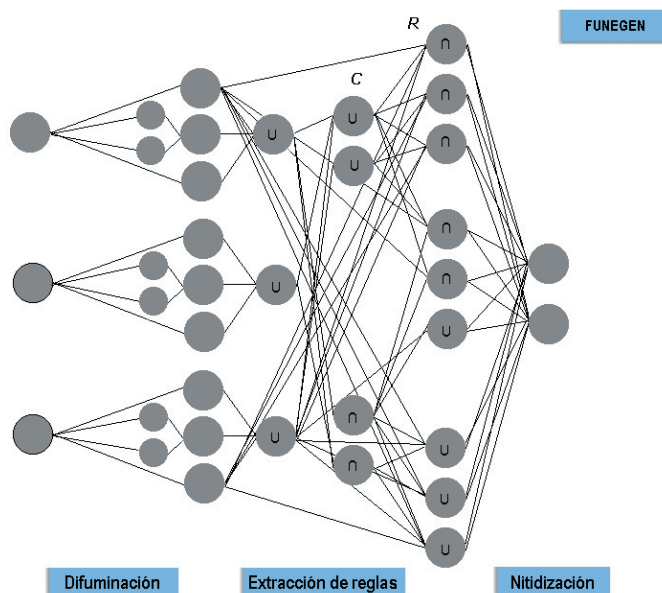 FUNEGEN
R
C
∩
∩
∩
∪
∪
∪
∩
∩
∪
∪
∩
∩
∪
∪
∪
∪
Difuminación
Extracción de reglas
Nitidización